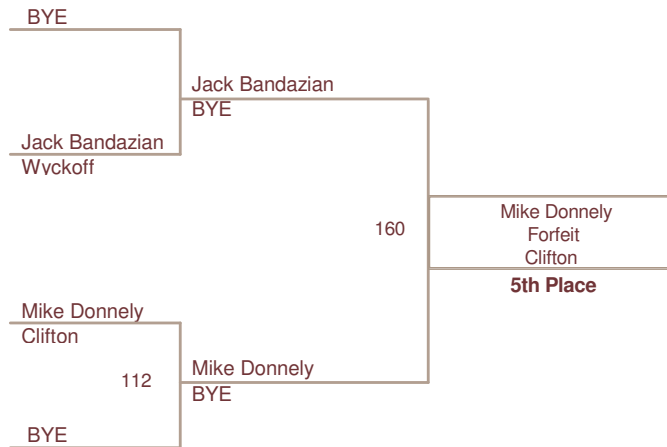 BYE
Jack Bandazian
BYE
Jack Bandazian
Wyckoff
160
Mike Donnely
Forfeit
Clifton
5th Place
Mike Donnely
Clifton
112
Mike Donnely
BYE
BYE